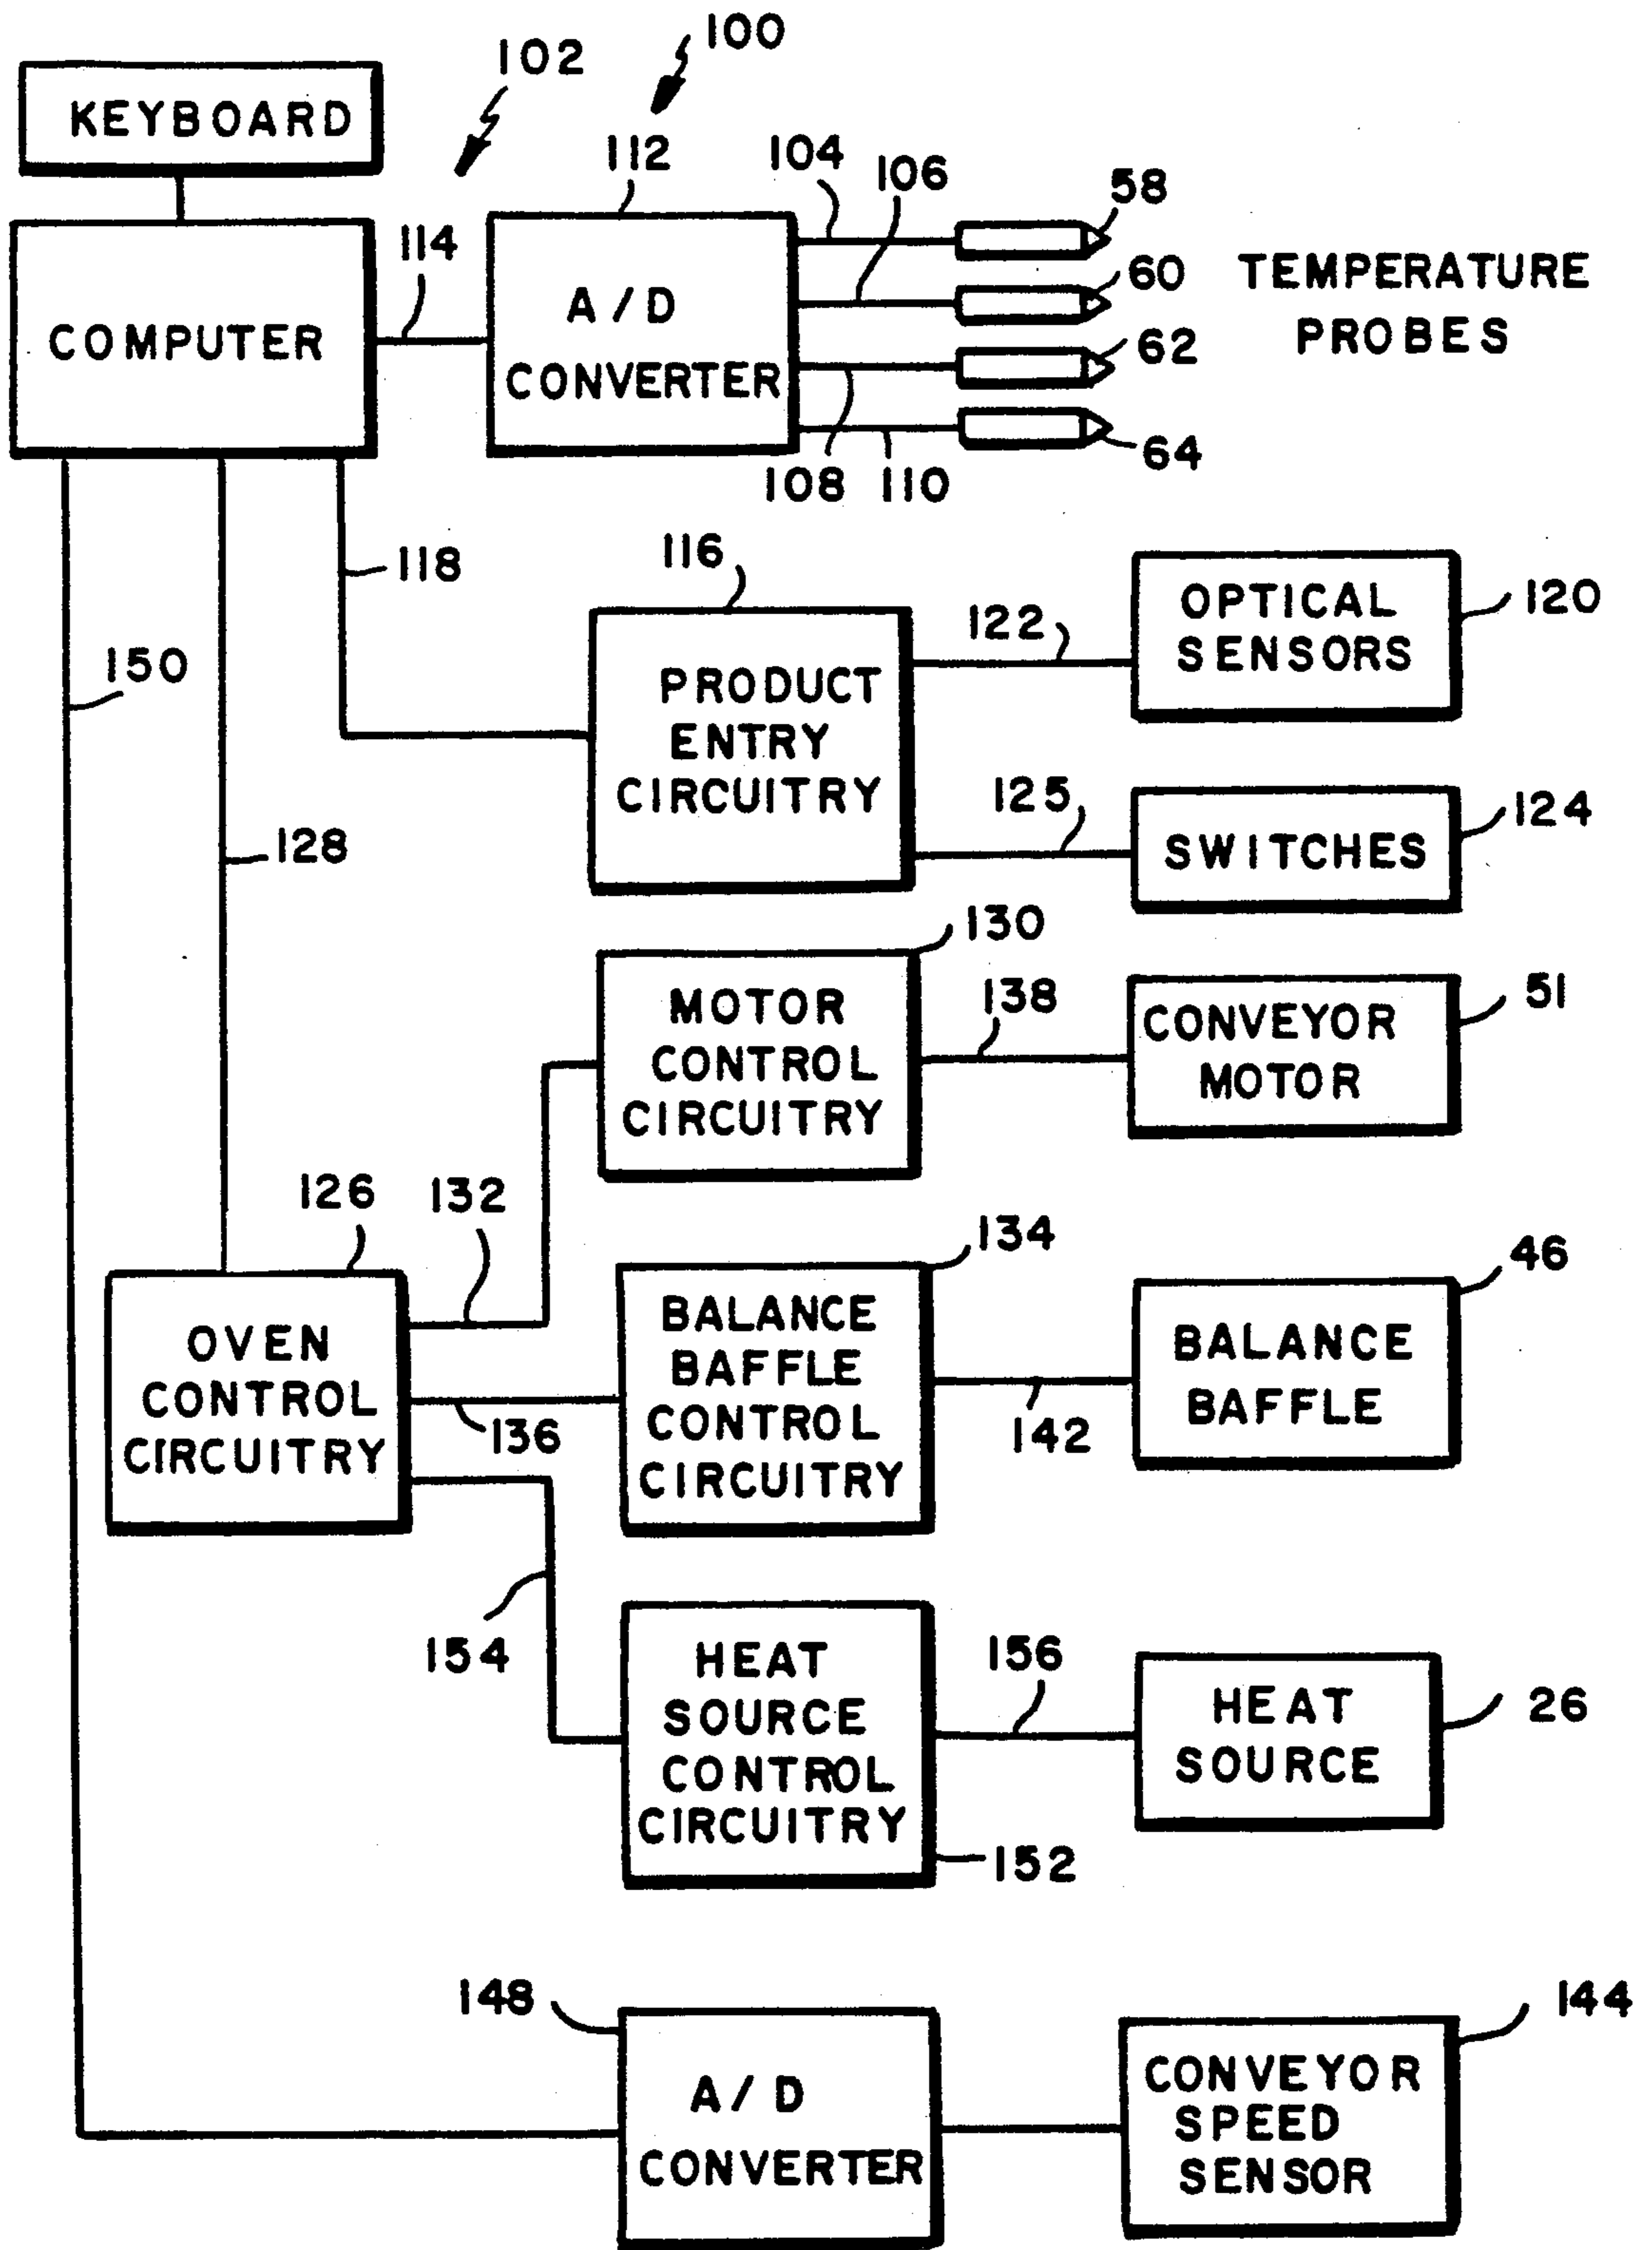 100
102
KEYBOARD
112
104
106
58
114
COMPUTER
A/D
CONVERTER
60
62
64
TEMPERATURE
PROBES
108
110
118
116
150
122
OPTICAL
SENSORS
120
PRODUCT
ENTRY
CIRCUITRY
125
SWITCHES
124
128
130
MOTOR
CONTROL
CIRCUITRY
138
CONVEYOR
MOTOR
51
126
132
134
46
OVEN
CONTROL
CIRCUITRY
136
BALANCE
BAFFLE
CONTROL
CIRCUITRY
142
BALANCE
BAFFLE
154
HEAT
SOURCE
CONTROL
CIRCUITRY
156
HEAT
SOURCE
26
152
148
A/D
CONVERTER
144
CONVEYOR
SPEED
SENSOR